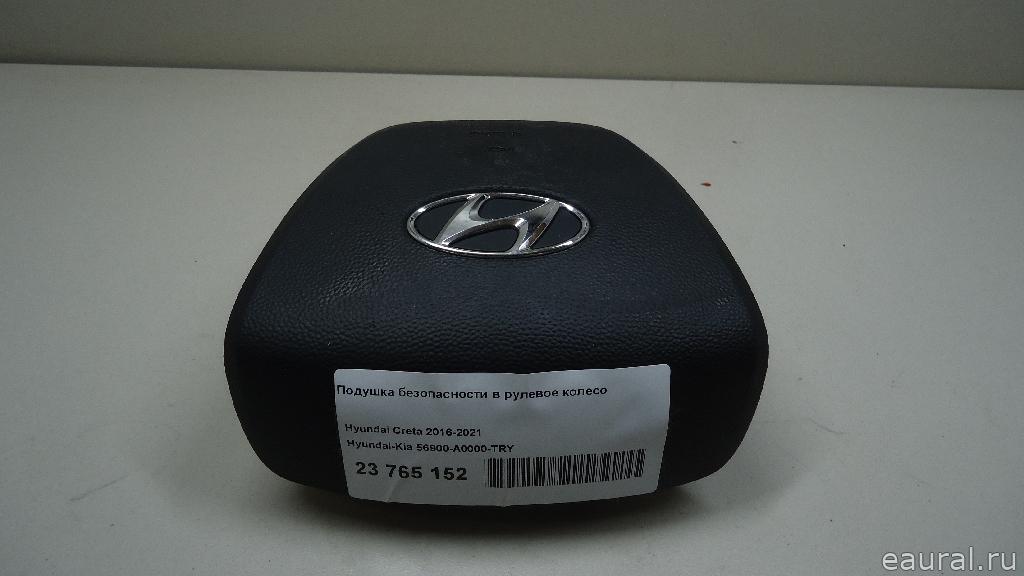 Подушка безопасности в рулевое колесо
Hyundai Creta 2016-2021
Hyundai-Kia 56900-A0000-TRY
23 765 152
eaural.ru